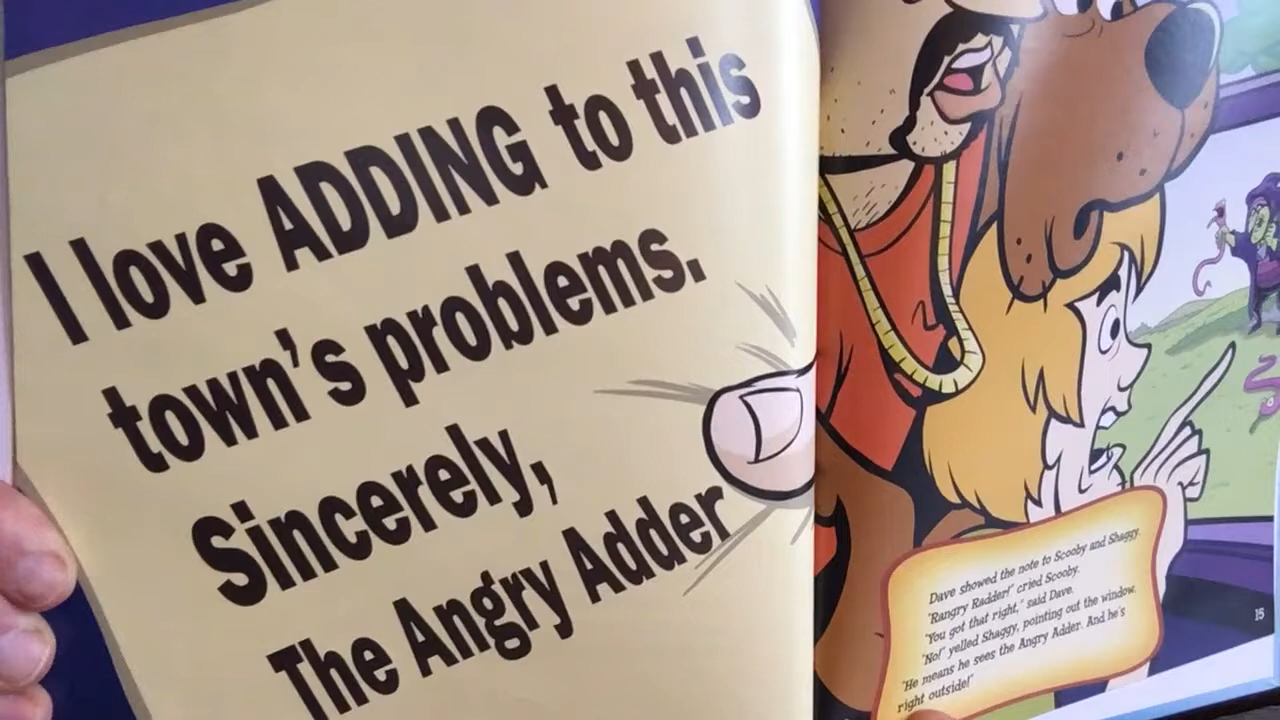 I love ADDING to this
town's problems.
Sincerely,
The Angry Adder
Dave showed the note to Scooby and Shaggy.
"Rangry Radder!" cried Scooby.
"You got that right," said Dave.
"No!" yelled Shaggy, pointing out the window.
"He means he sees the Angry Adder. And he's
right outside!"
15